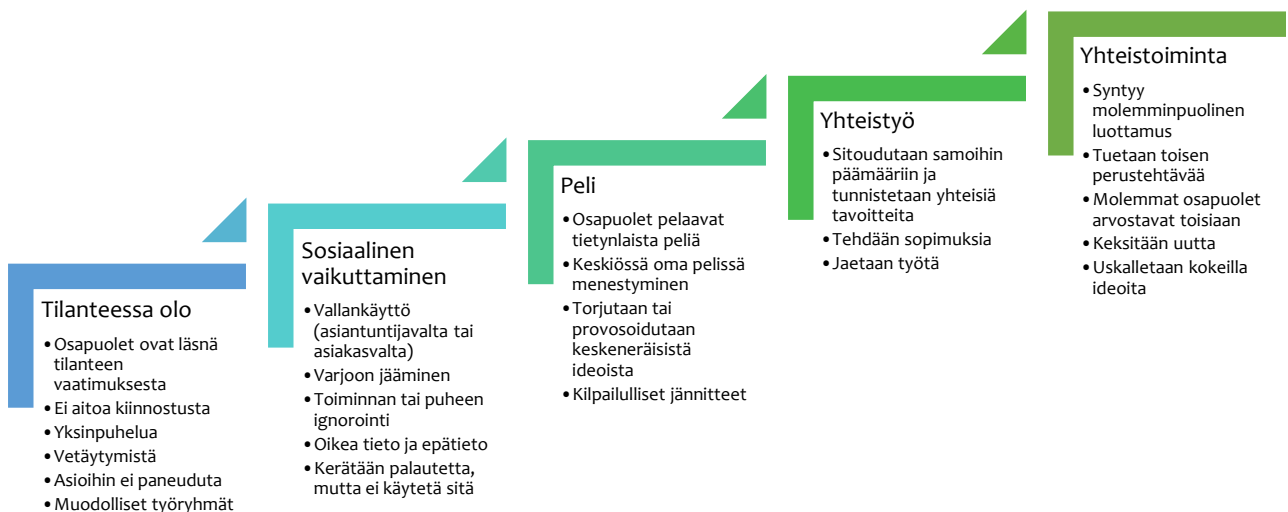 Tilanteessa olo
•Osapuolet ovat läsnä
tilanteen
vaatimuksesta
•Ei aitoa kiinnostusta
•Yksinpuhelua
•Vetäytymistä
•Asioihin ei paneuduta
•Muodolliset työryhmät
Sosiaalinen
vaikuttaminen
•Vallankäyttö
(asiantuntijavalta tai
asiakasvalta)
•Varjoon jääminen
•Toiminnan tai puheen
ignorointi
•Oikea tieto ja epätieto
•Kerätään palautetta,
mutta ei käytetä sitä
Peli
•Osapuolet pelaavat
tietynlaista peliä
•Keskiössä oma pelissä
menestyminen
•Torjutaan tai
provosoidutaan
keskeneräisistä
ideoista
•Kilpailulliset jännitteet
Yhteistyö
•Sitoudutaan samoihin
päämääriin ja
tunnistetaan yhteisiä
tavoitteita
•Tehdään sopimuksia
•Jaetaan työtä
Yhteistoiminta
•Syntyy
molemminpuolinen
luottamus
•Tuetaan toisen
perustehtävää
•Molemmat osapuolet
arvostavat toisiaan
•Keksitään uutta
•Uskalletaan kokeilla
ideoita